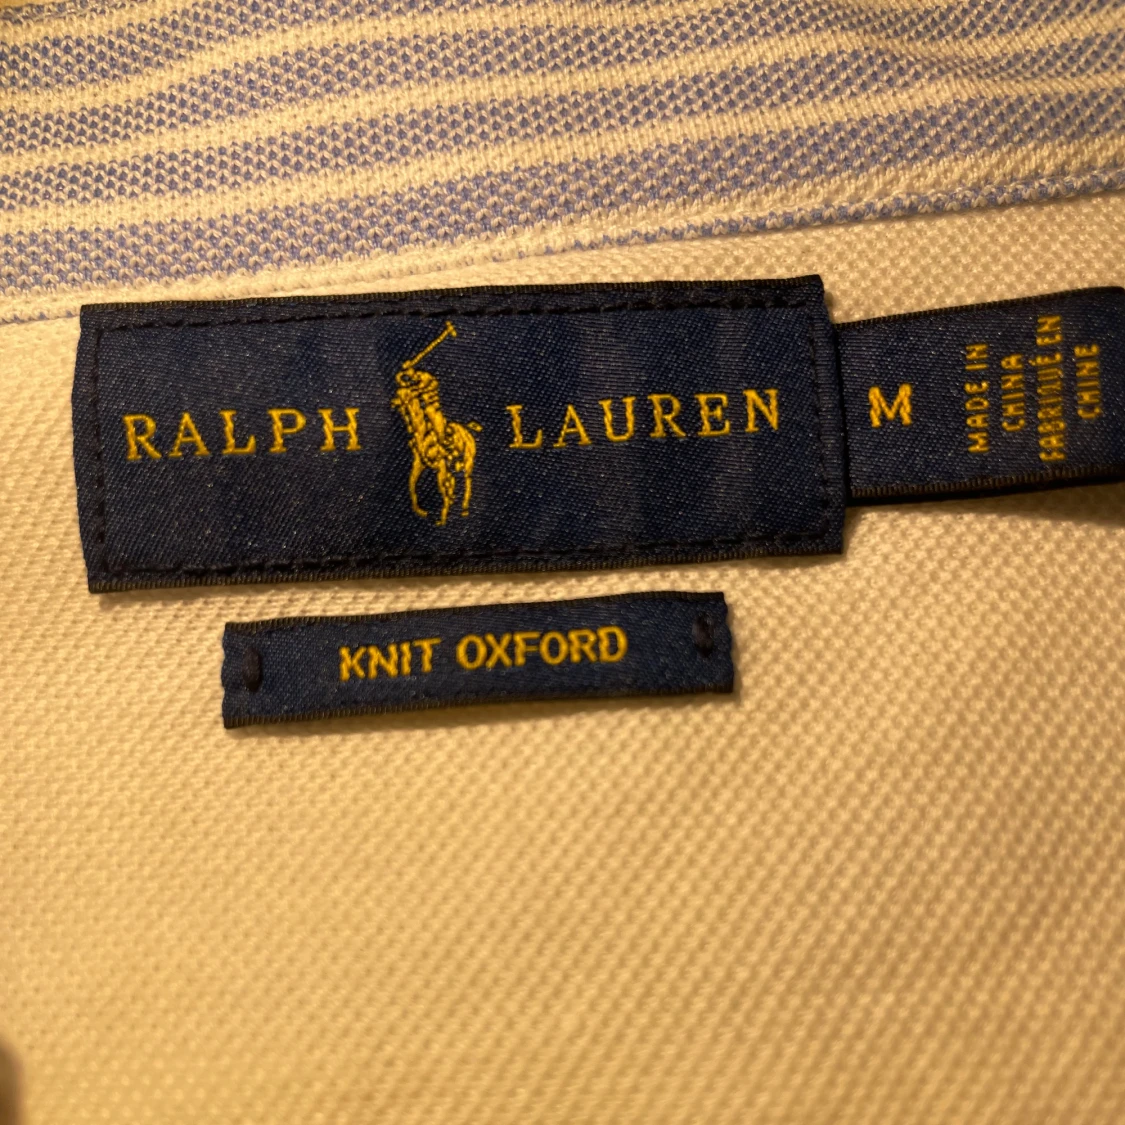 RALPH LAUREN
M
MADE IN
CHINA
FABRIQUÉ EN
CHINE
KNIT OXFORD